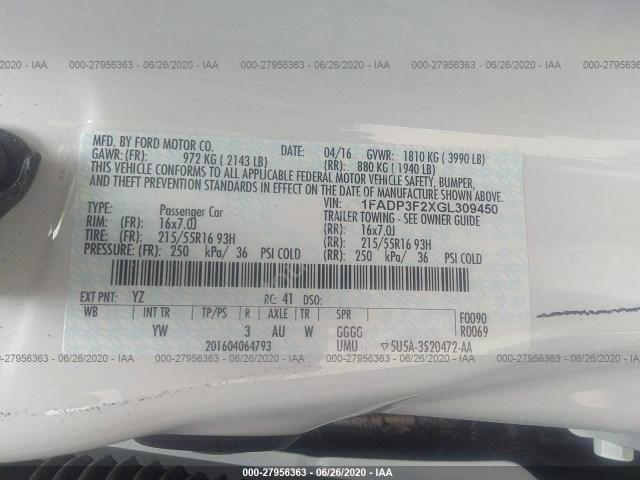 000-27956363 - 06/26/2020 - IAA
000-27956363 - 06/26/2020 - IAA
000-27956363 - 06/26/2020 - IAA
MFD. BY FORD MOTOR CO. DATE: 04/16 GVWR: 1810 KG ( 3990 LB)
GAWR: (FR): 972 KG ( 2143 LB) (RR): 880 KG ( 1940 LB)
THIS VEHICLE CONFORMS TO ALL APPLICABLE FEDERAL MOTOR VEHICLE SAFETY, BUMPER,
AND THEFT PREVENTION STANDARDS IN EFFECT ON THE DATE OF MANUFACTURE SHOWN ABOVE.
VIN: 1FADP3F2XGL309450
TYPE: Passenger Car TRAILER TOWING - SEE OWNER GUIDE
RIM: (FR): 16x7.0J (RR): 16x7.0J
TIRE: (FR): 215/55R16 93H (RR): 215/55R16 93H
PRESSURE: (FR): 250 kPa/ 36 PSI COLD (RR): 250 kPa/ 36 PSI COLD
000-27956363 - 06/26/2020 - IAA
000-27956363 - 06/26/2020 - IAA
EXT PNT: YZ RC: 41 DSO:
WB INT TR TP/PS R AXLE TR SPR F0090
YW 3 AU W GGGG R0069
201604064793 UMU ▽5U5A-3520472-AA
000-27956363 - 06/26/2020 - IAA
000-27956363 - 06/26/2020 - IAA
000-27956363 - 06/26/2020 - IAA
000-27956363 - 06/26/2020 - IAA